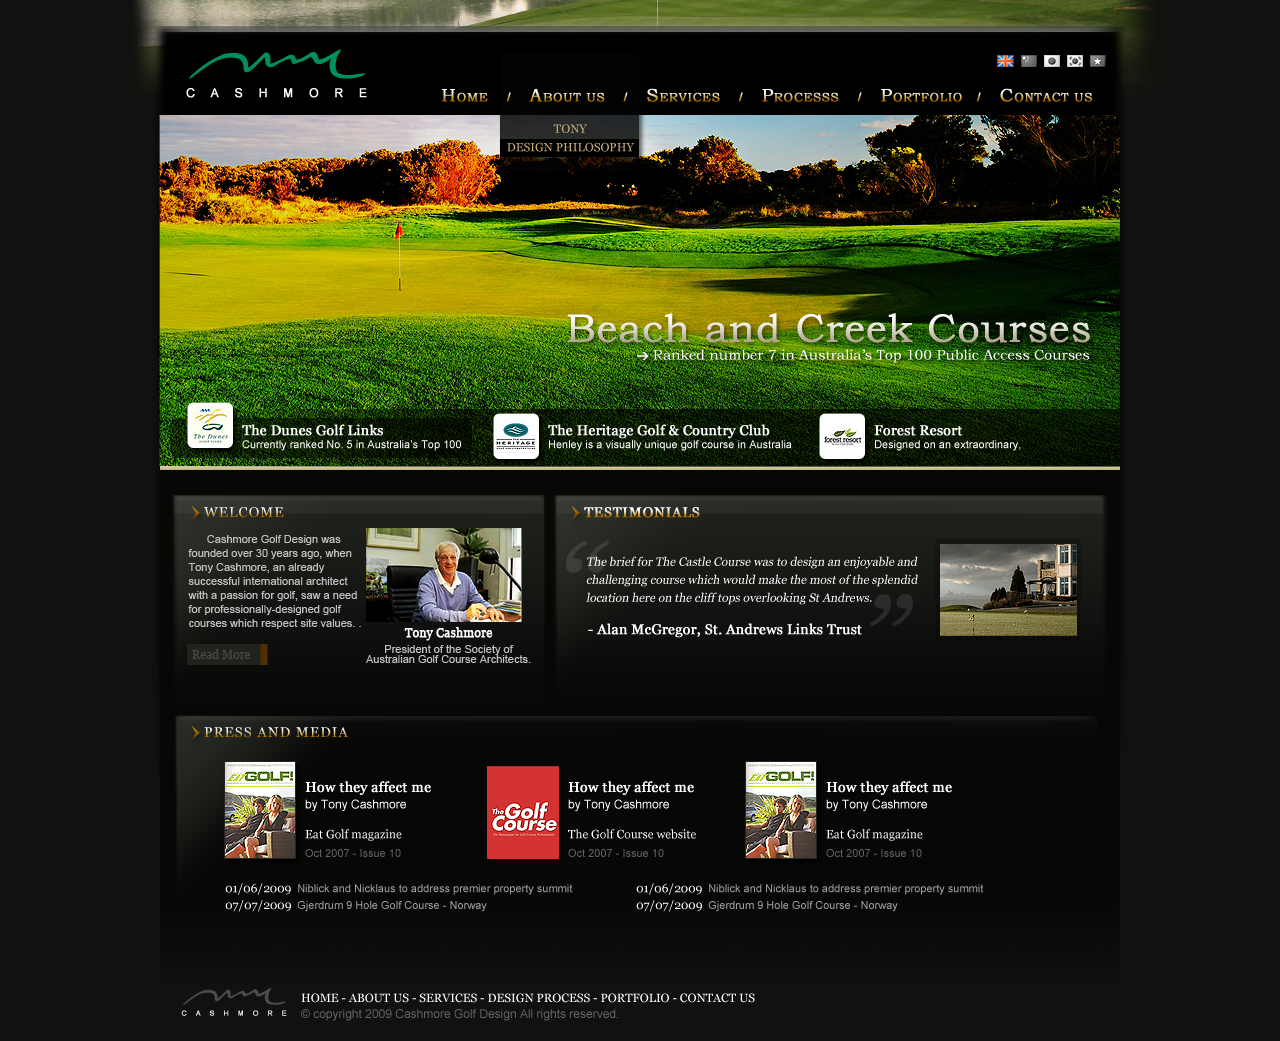 CASHMORE
HOME / ABOUT US / SERVICES / PROCESSS / PORTFOLIO / CONTACT US
TONY
DESIGN PHILOSOPHY
Beach and Creek Courses
Ranked number 7 in Australia's Top 100 Public Access Courses
The Dunes
GOLF LINKS
The Dunes Golf Links
Currently ranked No. 5 in Australia's Top 100
THE
HERITAGE
The Heritage Golf & Country Club
Henley is a visually unique golf course in Australia
forest resort
Forest Resort
Designed on an extraordinary,
WELCOME
Cashmore Golf Design was
founded over 30 years ago, when
Tony Cashmore, an already
successful international architect
with a passion for golf, saw a need
for professionally-designed golf
courses which respect site values. .
Read More
Tony Cashmore
President of the Society of
Australian Golf Course Architects.
TESTIMONIALS
“
The brief for The Castle Course was to design an enjoyable and
challenging course which would make the most of the splendid
location here on the cliff tops overlooking St Andrews.
”
- Alan McGregor, St. Andrews Links Trust
PRESS AND MEDIA
Eat GOLF!
How they affect me
by Tony Cashmore
Eat Golf magazine
Oct 2007 - Issue 10
The Golf
Course
How they affect me
by Tony Cashmore
The Golf Course website
Oct 2007 - Issue 10
Eat GOLF!
How they affect me
by Tony Cashmore
Eat Golf magazine
Oct 2007 - Issue 10
01/06/2009 Niblick and Nicklaus to address premier property summit
07/07/2009 Gjerdrum 9 Hole Golf Course - Norway
01/06/2009 Niblick and Nicklaus to address premier property summit
07/07/2009 Gjerdrum 9 Hole Golf Course - Norway
CASHMORE
HOME - ABOUT US - SERVICES - DESIGN PROCESS - PORTFOLIO - CONTACT US
© copyright 2009 Cashmore Golf Design All rights reserved.